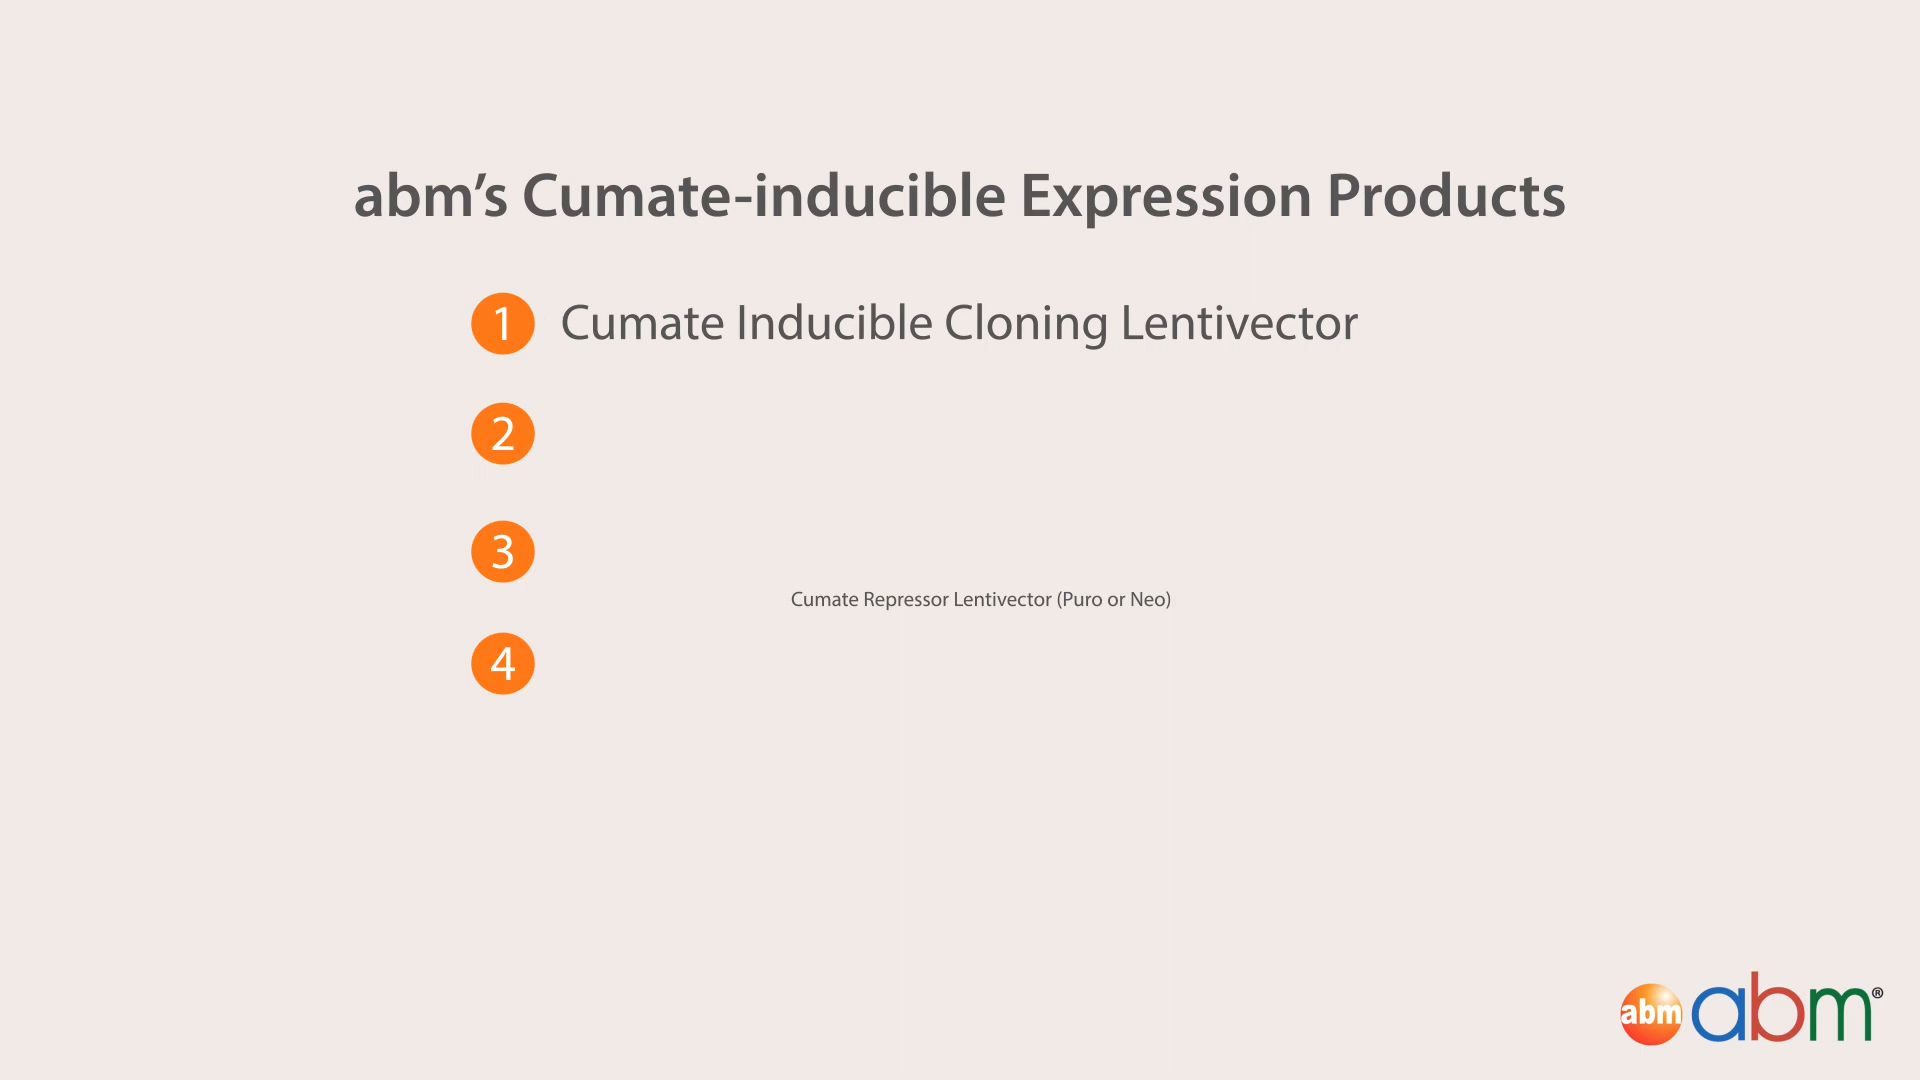 abm’s Cumate-inducible Expression Products
1 Cumate Inducible Cloning Lentivector
2
3
Cumate Repressor Lentivector (Puro or Neo)
4
abm abm®